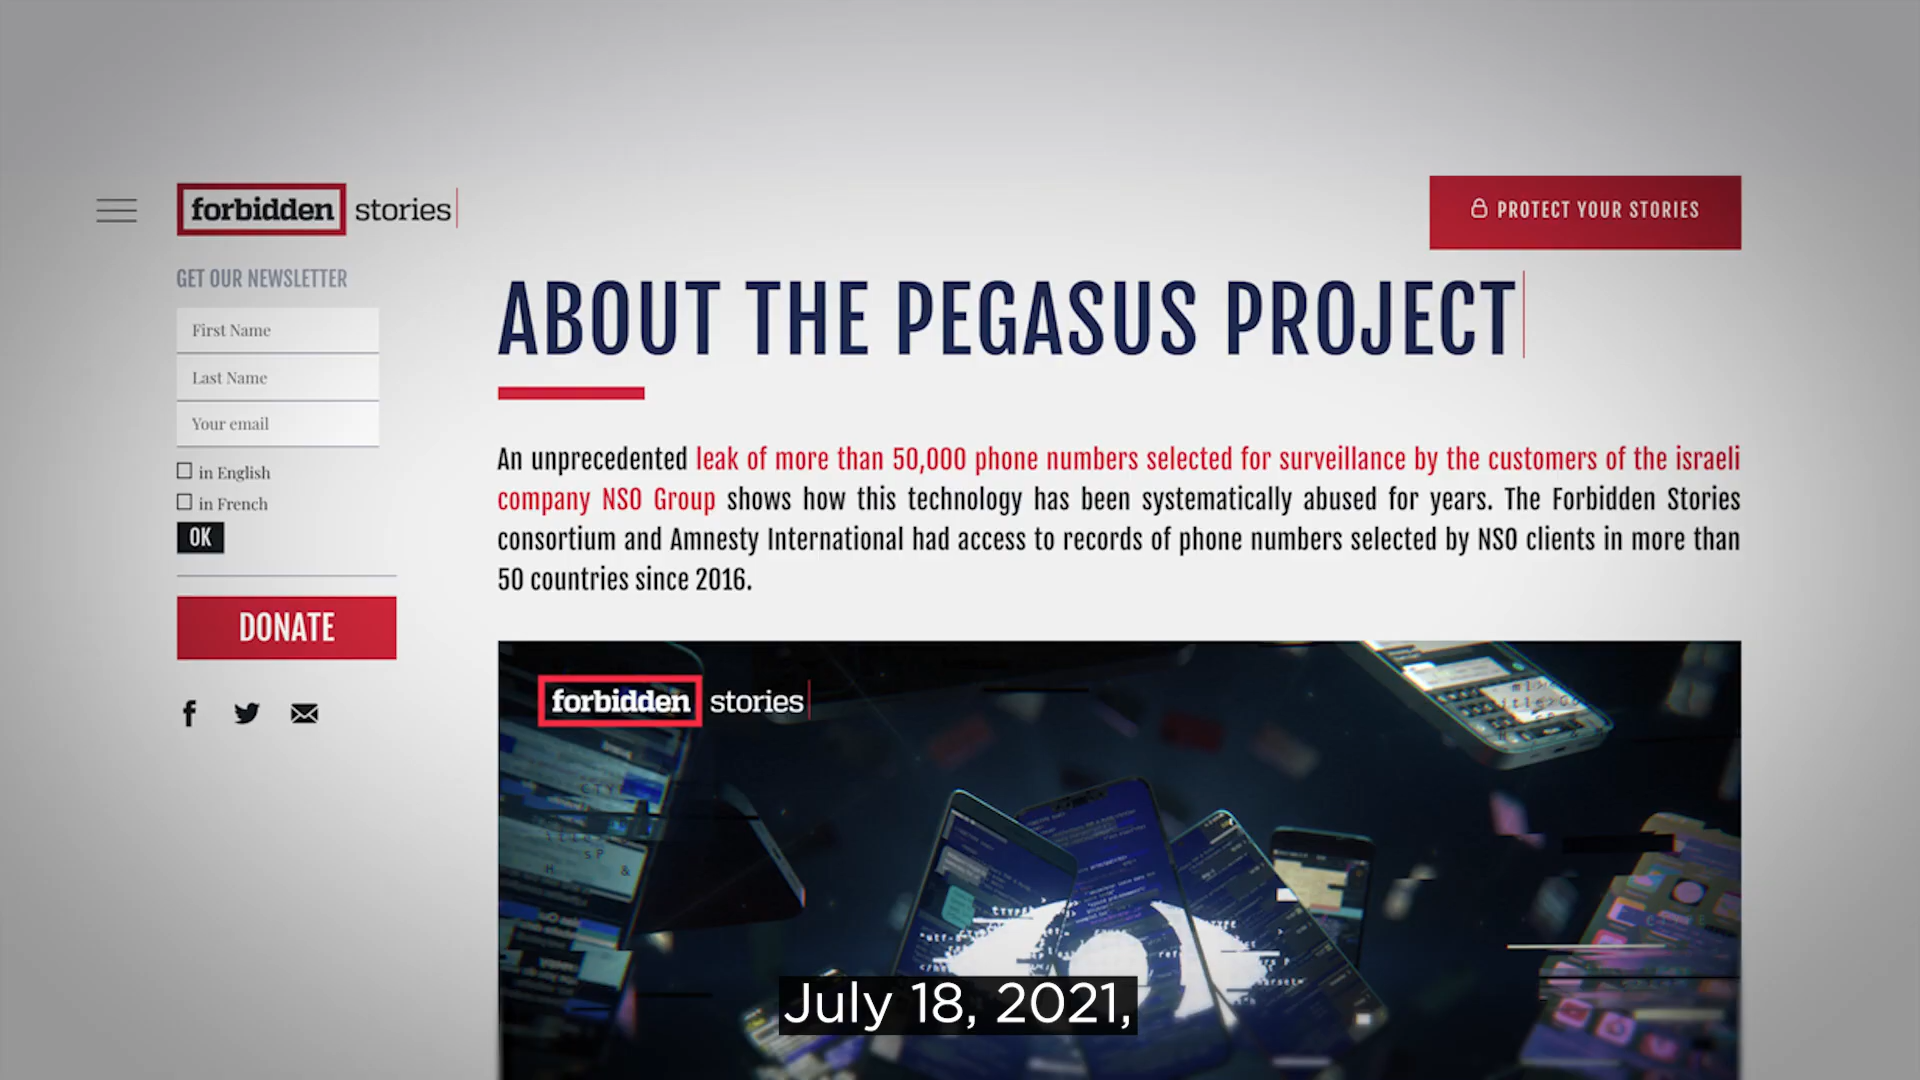 forbidden stories
PROTECT YOUR STORIES
GET OUR NEWSLETTER
First Name
Last Name
Your email
in English
in French
OK
DONATE
ABOUT THE PEGASUS PROJECT
An unprecedented leak of more than 50,000 phone numbers selected for surveillance by the customers of the israeli
company NSO Group shows how this technology has been systematically abused for years. The Forbidden Stories
consortium and Amnesty International had access to records of phone numbers selected by NSO clients in more than
50 countries since 2016.
forbidden stories
July 18, 2021,